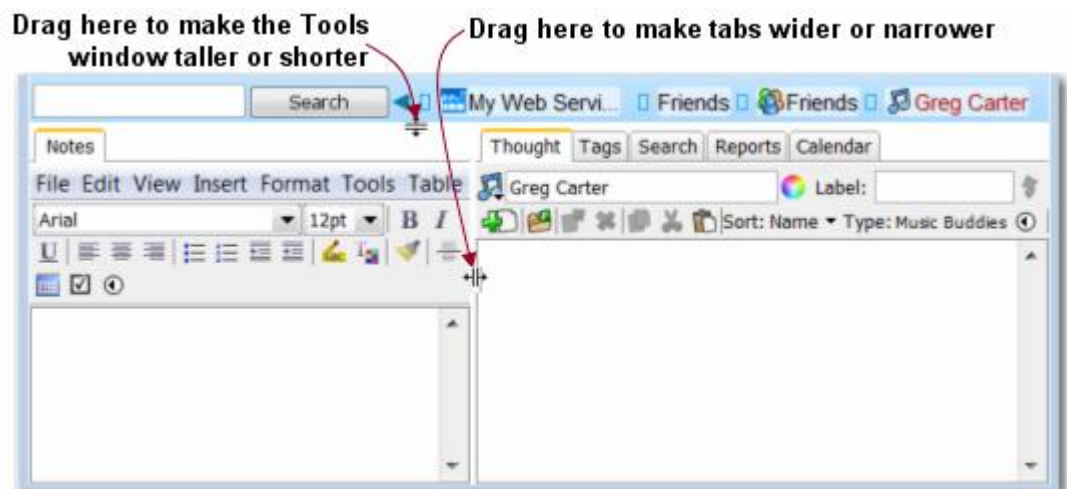 Drag here to make the Tools
window taller or shorter
Drag here to make tabs wider or narrower
Search
My Web Servi...
Friends
Friends
Greg Carter
Notes
Thought Tags Search Reports Calendar
File Edit View Insert Format Tools Table
Greg Carter
Label:
Arial
12pt
B I
Sort: Name
Type: Music Buddies
U